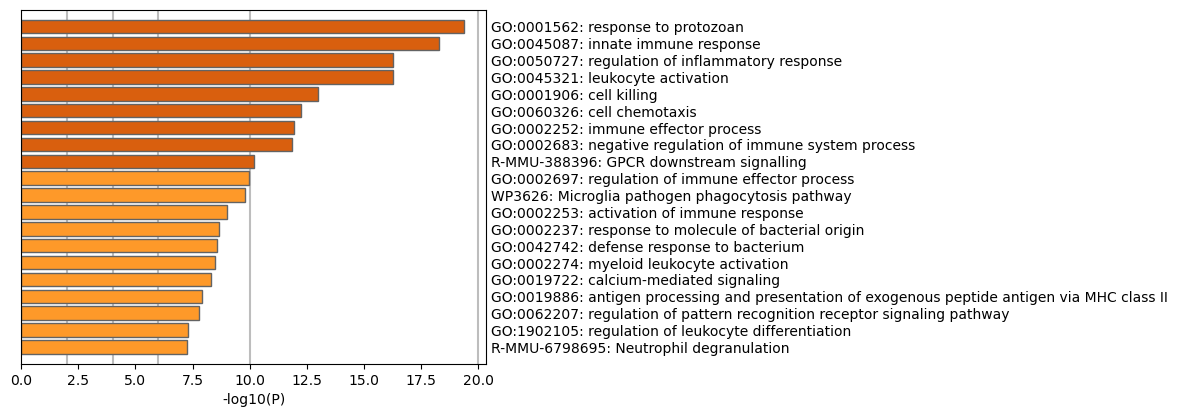 GO:0001562: response to protozoan
GO:0045087: innate immune response
GO:0050727: regulation of inflammatory response
GO:0045321: leukocyte activation
GO:0001906: cell killing
GO:0060326: cell chemotaxis
GO:0002252: immune effector process
GO:0002683: negative regulation of immune system process
R-MMU-388396: GPCR downstream signalling
GO:0002697: regulation of immune effector process
WP3626: Microglia pathogen phagocytosis pathway
GO:0002253: activation of immune response
GO:0002237: response to molecule of bacterial origin
GO:0042742: defense response to bacterium
GO:0002274: myeloid leukocyte activation
GO:0019722: calcium-mediated signaling
GO:0019886: antigen processing and presentation of exogenous peptide antigen via MHC class II
GO:0062207: regulation of pattern recognition receptor signaling pathway
GO:1902105: regulation of leukocyte differentiation
R-MMU-6798695: Neutrophil degranulation
0.0 2.5 5.0 7.5 10.0 12.5 15.0 17.5 20.0
-log10(P)